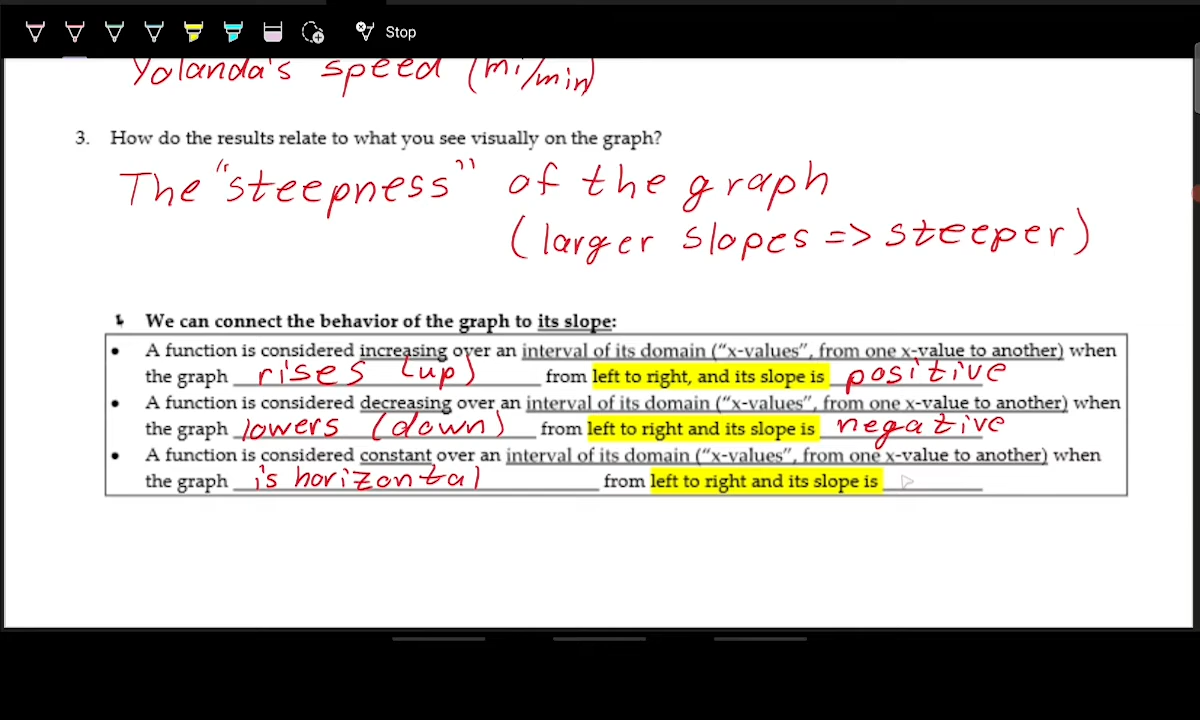 Stop
Yolanda's speed (mi/min)
3. How do the results relate to what you see visually on the graph?
The "steepness" of the graph
(larger slopes => steeper)
We can connect the behavior of the graph to its slope:
• A function is considered increasing over an interval of its domain ("x-values", from one x-value to another) when
the graph rises (up) from left to right, and its slope is positive
• A function is considered decreasing over an interval of its domain ("x-values", from one x-value to another) when
the graph lowers (down) from left to right and its slope is negative
• A function is considered constant over an interval of its domain ("x-values", from one x-value to another) when
the graph is horizontal from left to right and its slope is